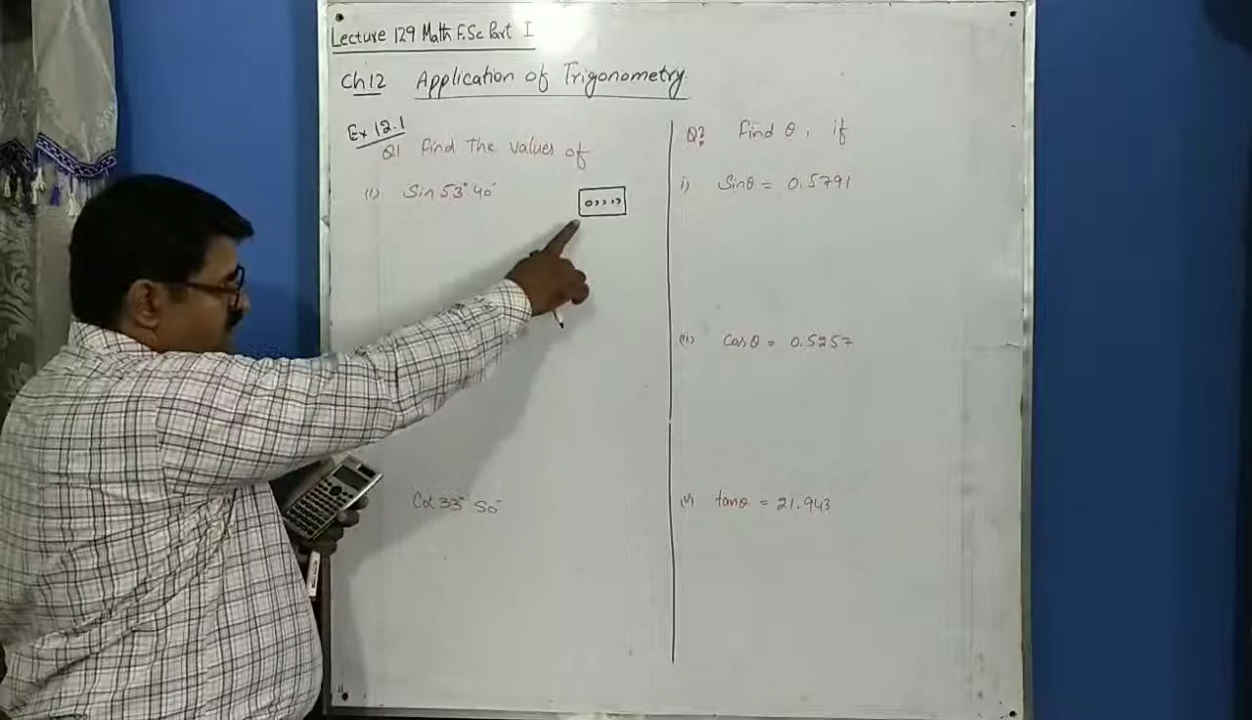 Lecture 129 Math F.Sc Part I
Ch12 Application of Trigonometry
Ex 12.1
Q1 Find The values of
(i) Sin 53° 40'
0,,,
Cot 33° 50'
Q2 Find θ, if
i) Sinθ = 0.5791
(ii) Cosθ = 0.5257
tanθ = 21.943